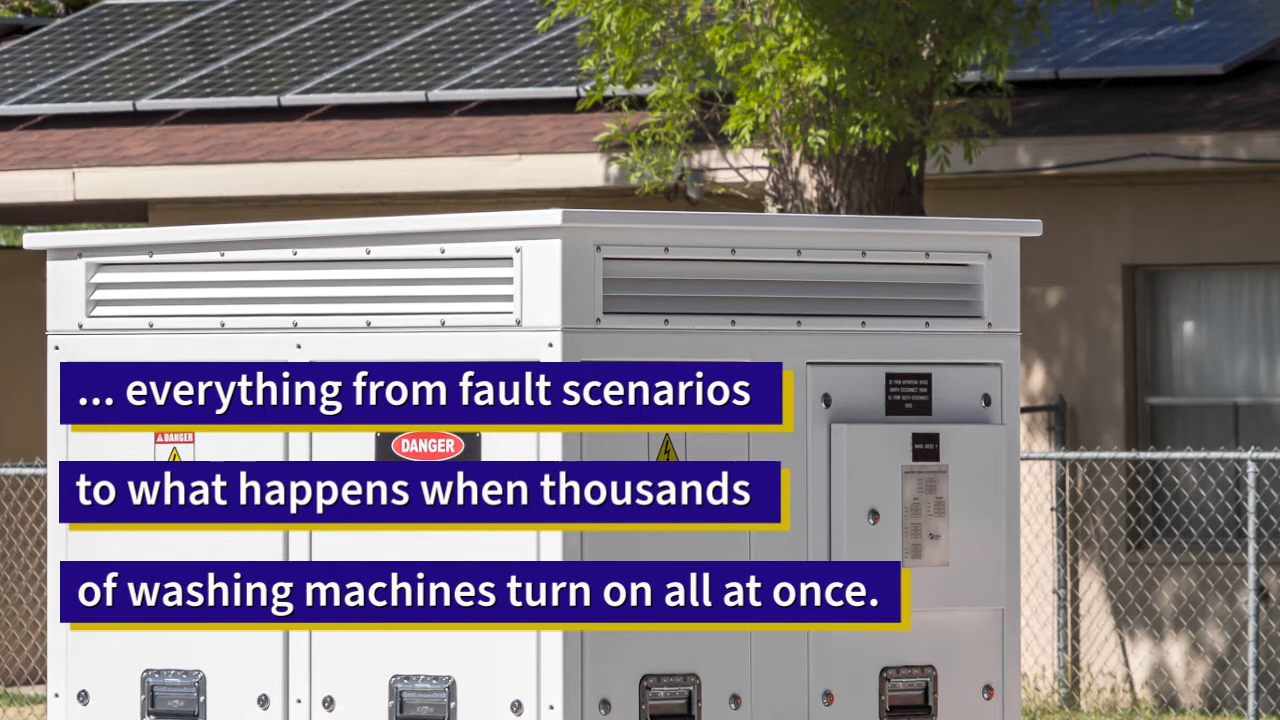 ... everything from fault scenarios
DANGER
DANGER
to what happens when thousands
of washing machines turn on all at once.